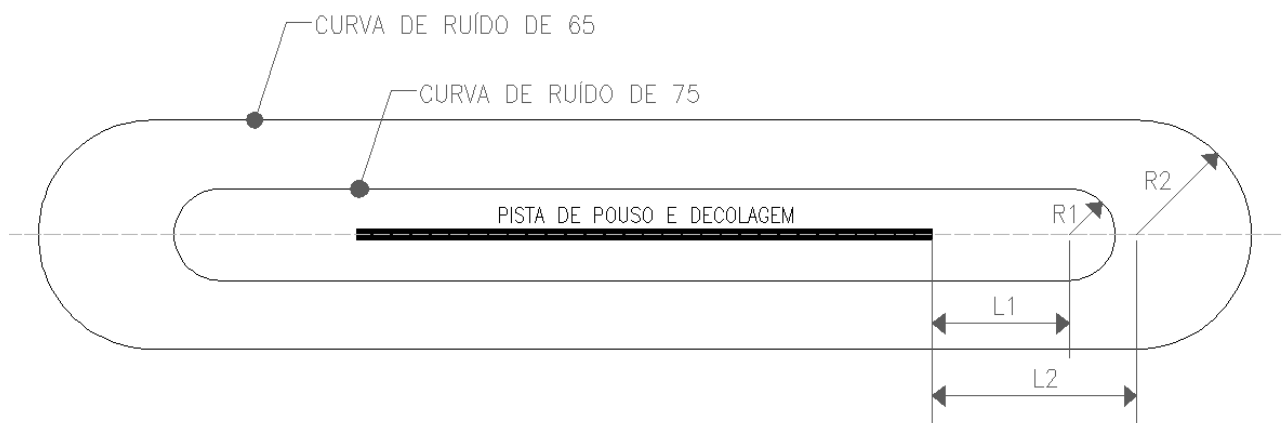 CURVA DE RUÍDO DE 65
CURVA DE RUÍDO DE 75
R2
PISTA DE POUSO E DECOLAGEM
R1
L1
L2